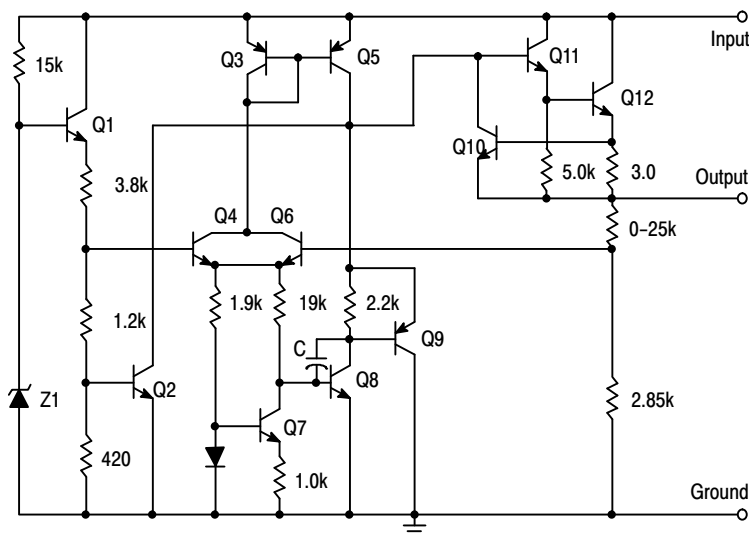 Input
15k
Q3
Q5
Q11
Q12
Q1
Q10
3.8k
5.0k
3.0
Output
Q4
Q6
0-25k
1.2k
1.9k
19k
2.2k
C
Q9
Z1
Q2
Q8
2.85k
Q7
420
1.0k
Ground